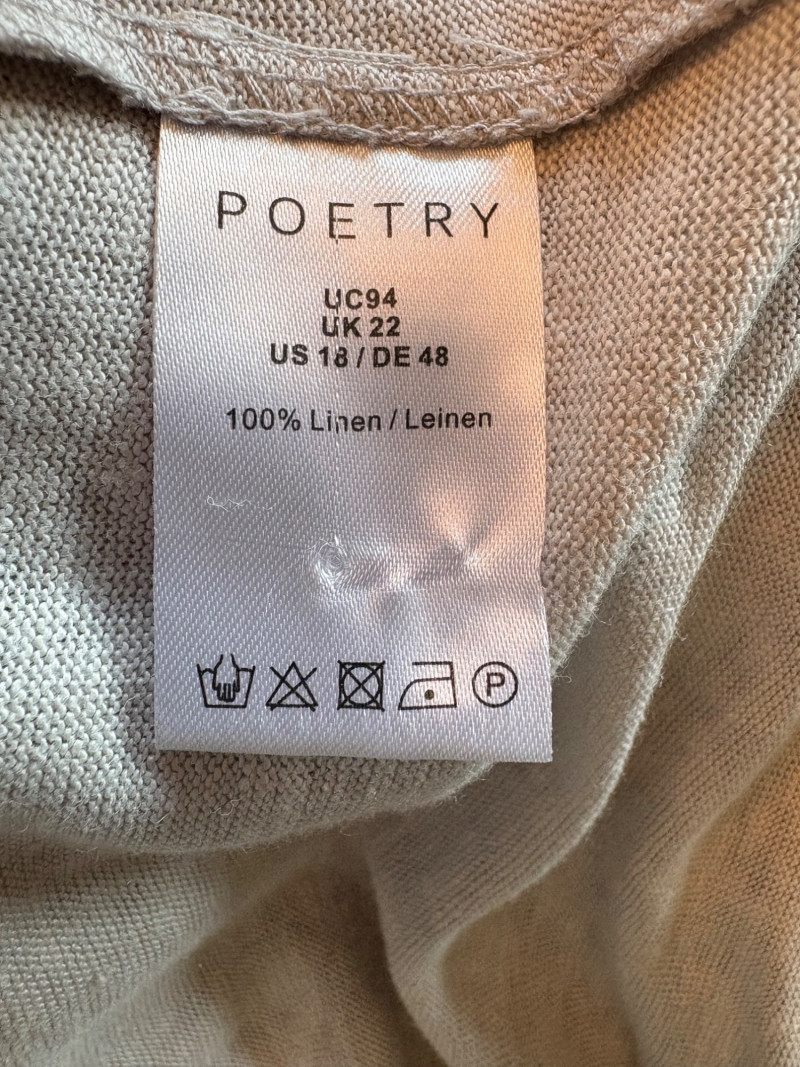 POETRY
UC94
UK 22
US 18 / DE 48
100% Linen / Leinen
P